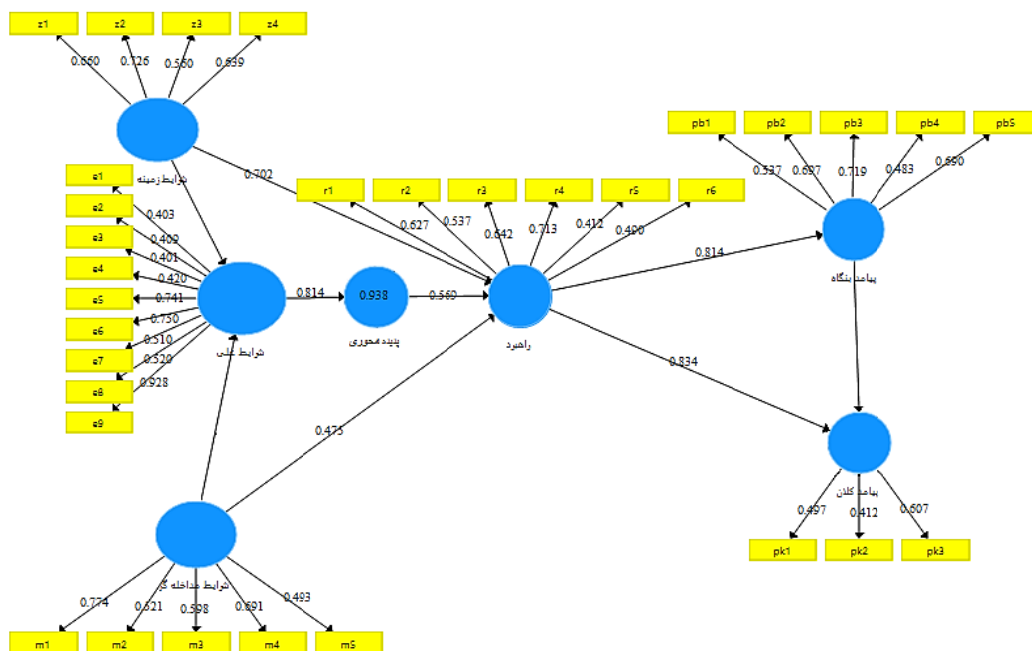 z1 z2 z3 z4
0.660 0.726 0.560 0.639
شرایط زمینه
pb1 pb2 pb3 pb4 pb5
0.537 0.697 0.719 0.483 0.690
پیامد بنگاه
e1
e2
e3
e4
e5
e6
e7
e8
e9
0.403
0.409
0.401
0.420
0.741
0.750
0.510
0.520
0.928
شرایط علی
0.702
r1 r2 r3 r4 r5 r6
0.627 0.537 0.642 0.713 0.412 0.490
0.814
0.938
پدیده محوری
0.569
راهبرد
0.814
0.834
0.475
پیامد کلان
0.497 0.412 0.607
pk1 pk2 pk3
شرایط مداخله گر
0.774 0.521 0.598 0.691 0.493
m1 m2 m3 m4 m5